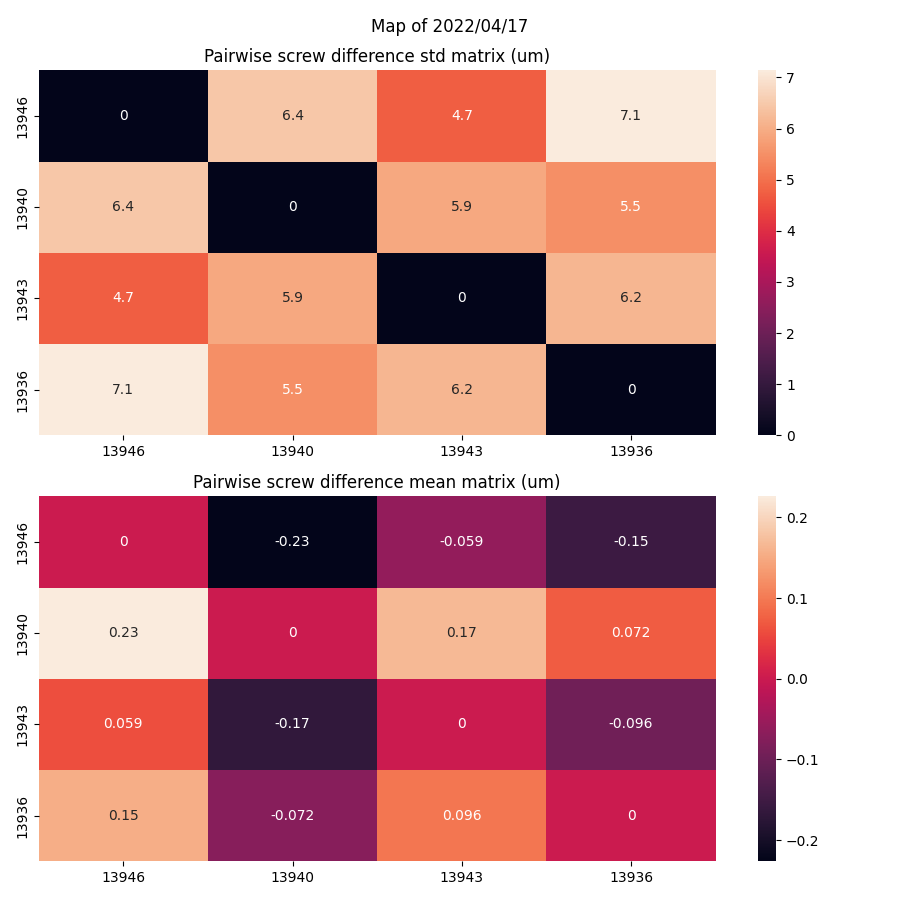 Map of 2022/04/17
Pairwise screw difference std matrix (um)
13946 0 6.4 4.7 7.1
13940 6.4 0 5.9 5.5
13943 4.7 5.9 0 6.2
13936 7.1 5.5 6.2 0
13946 13940 13943 13936
7
6
5
4
3
2
1
0
Pairwise screw difference mean matrix (um)
13946 0 -0.23 -0.059 -0.15
13940 0.23 0 0.17 0.072
13943 0.059 -0.17 0 -0.096
13936 0.15 -0.072 0.096 0
13946 13940 13943 13936
0.2
0.1
0.0
−0.1
−0.2